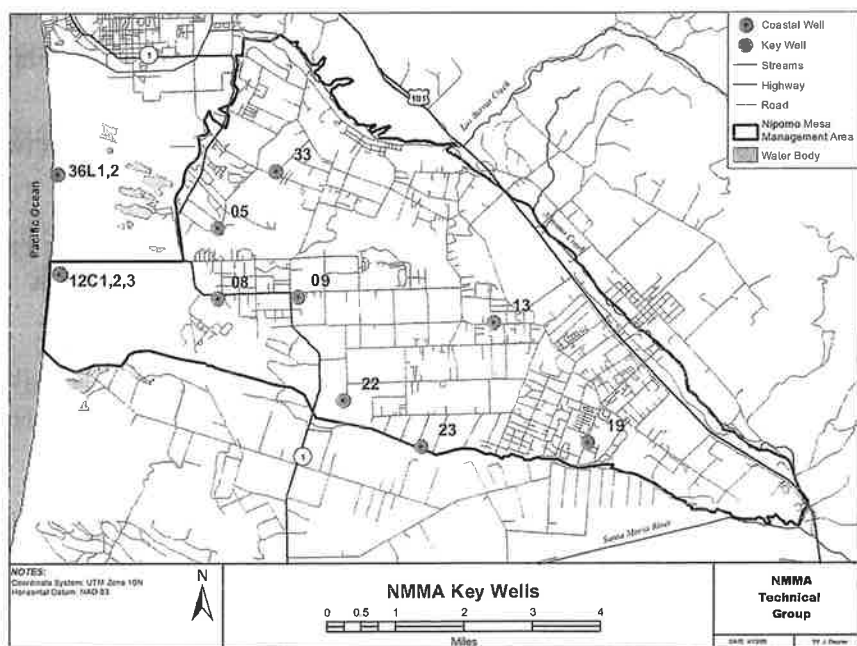 1
101
Los Berros Creek
Nipomo Creek
33
36L1,2
05
Pacific Ocean
12C1,2,3
08
09
13
22
23
19
1
Santa Maria River
Coastal Well
Key Well
Streams
Highway
Road
Nipomo Mesa
Management Area
Water Body
NOTES:
Coordinate System: UTM Zone 10N
Horizontal Datum: NAD 83
N
NMMA Key Wells
0 0.5 1 2 3 4
Miles
NMMA
Technical
Group